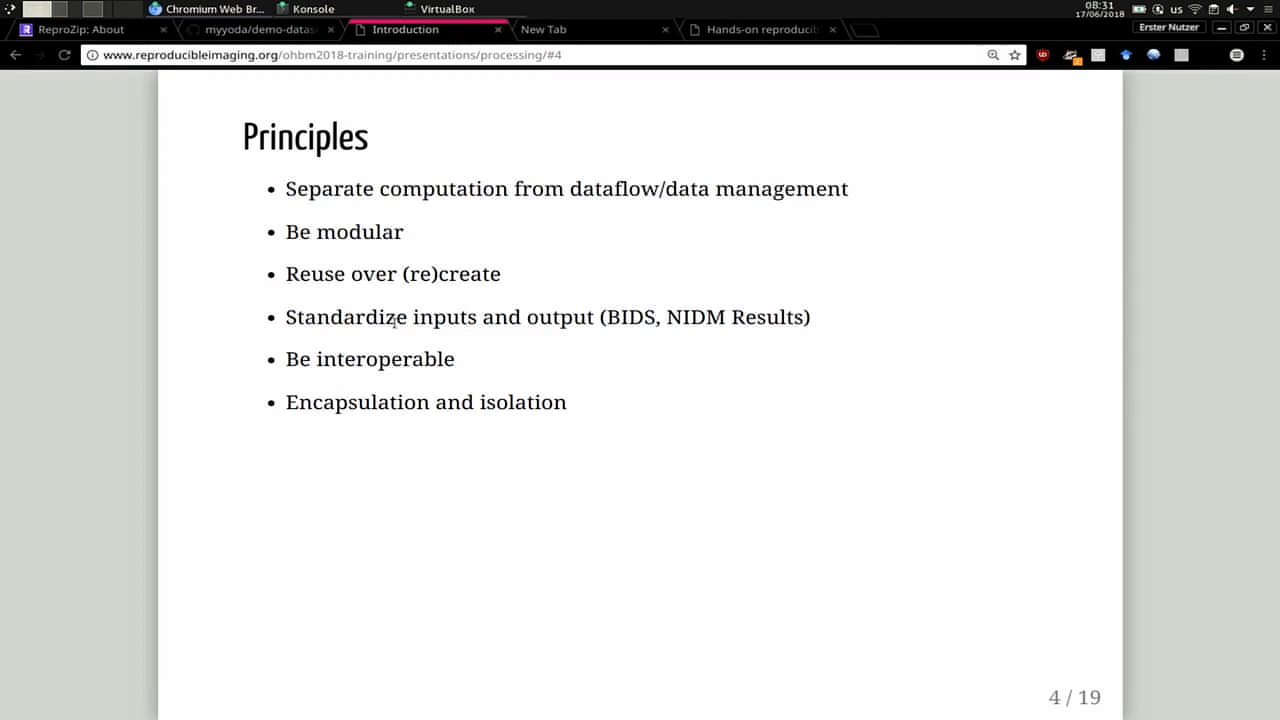 Chromium Web Br...
Konsole
VirtualBox
08:31
17/06/2018
us
ReproZip: About
myyoda/demo-datas
Introduction
New Tab
Hands-on reproducib
Erster Nutzer
www.reproducibleimaging.org/ohbm2018-training/presentations/processing/#4
Principles
• Separate computation from dataflow/data management
• Be modular
• Reuse over (re)create
• Standardize inputs and output (BIDS, NIDM Results)
• Be interoperable
• Encapsulation and isolation
4 / 19